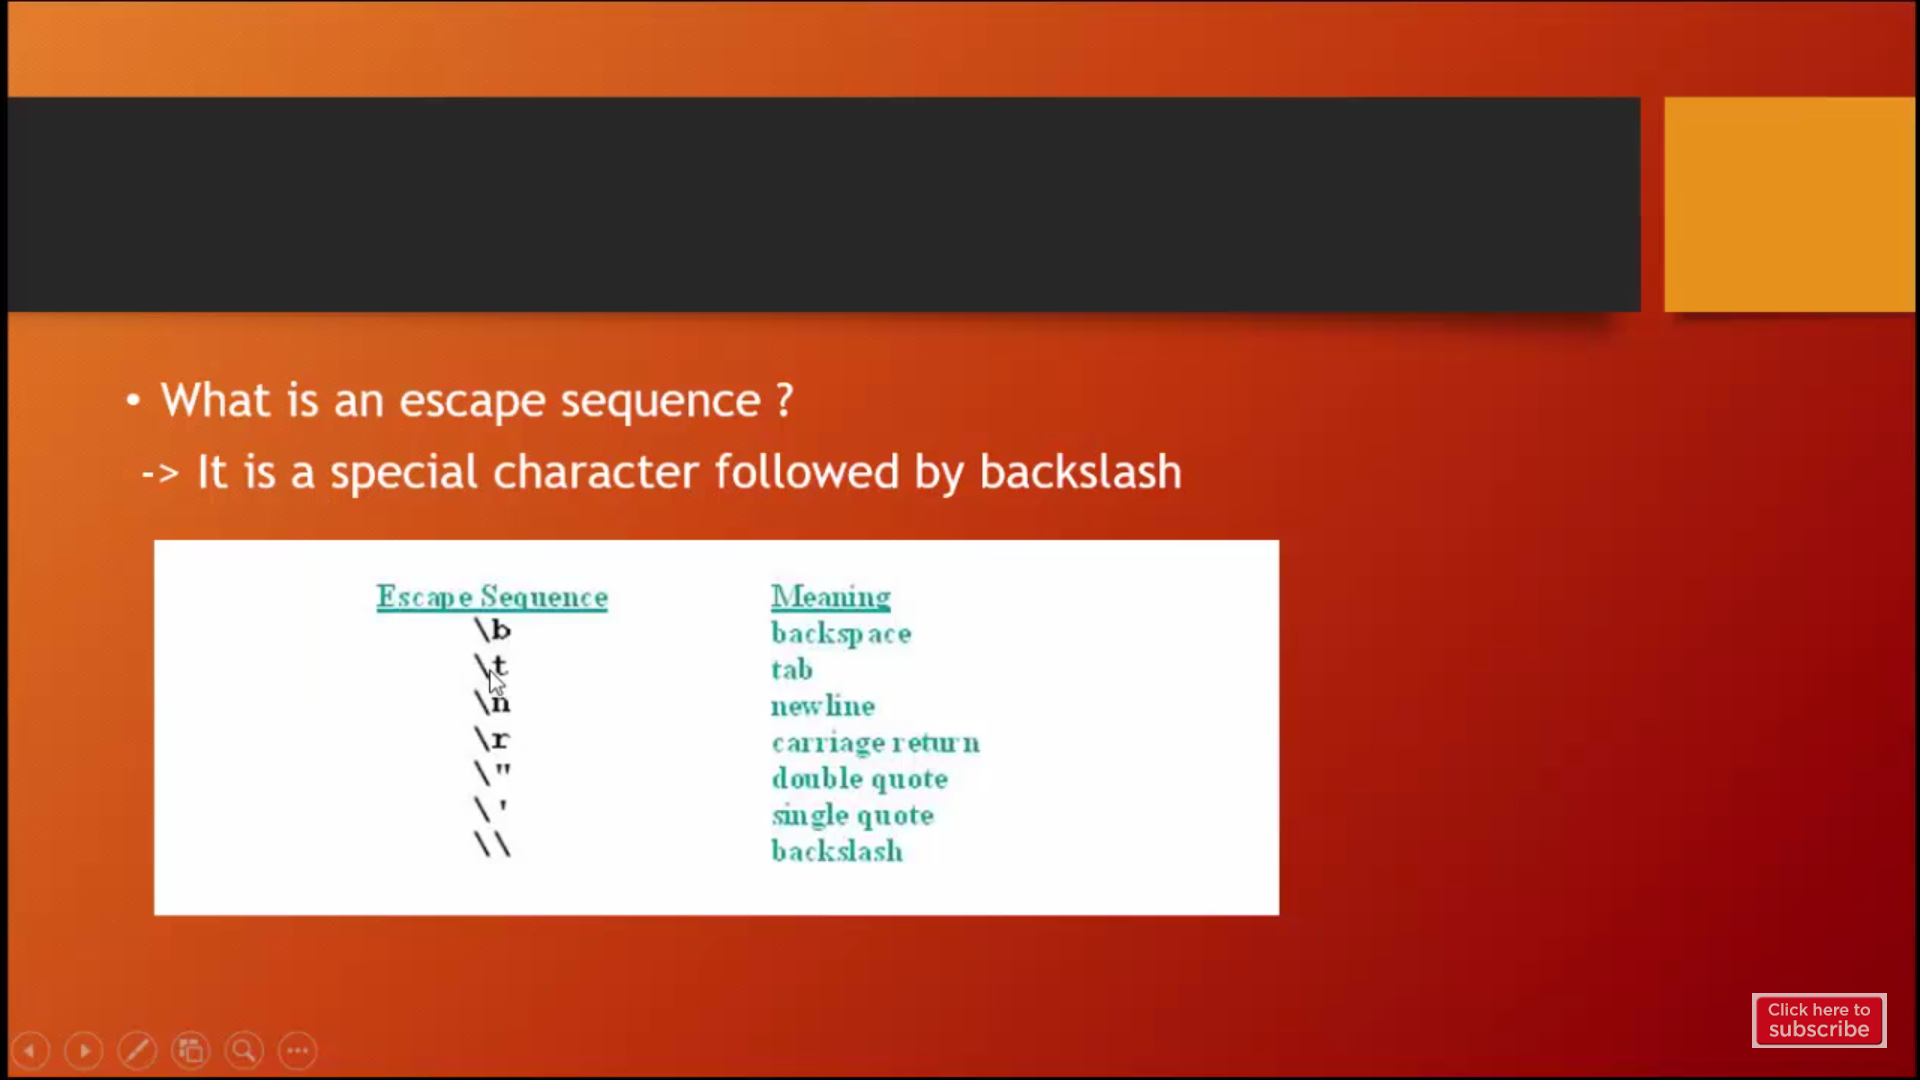 • What is an escape sequence ?
-> It is a special character followed by backslash
Escape Sequence Meaning
\b backspace
\t tab
\n newline
\r carriage return
\" double quote
\' single quote
\\ backslash
Click here to
subscribe